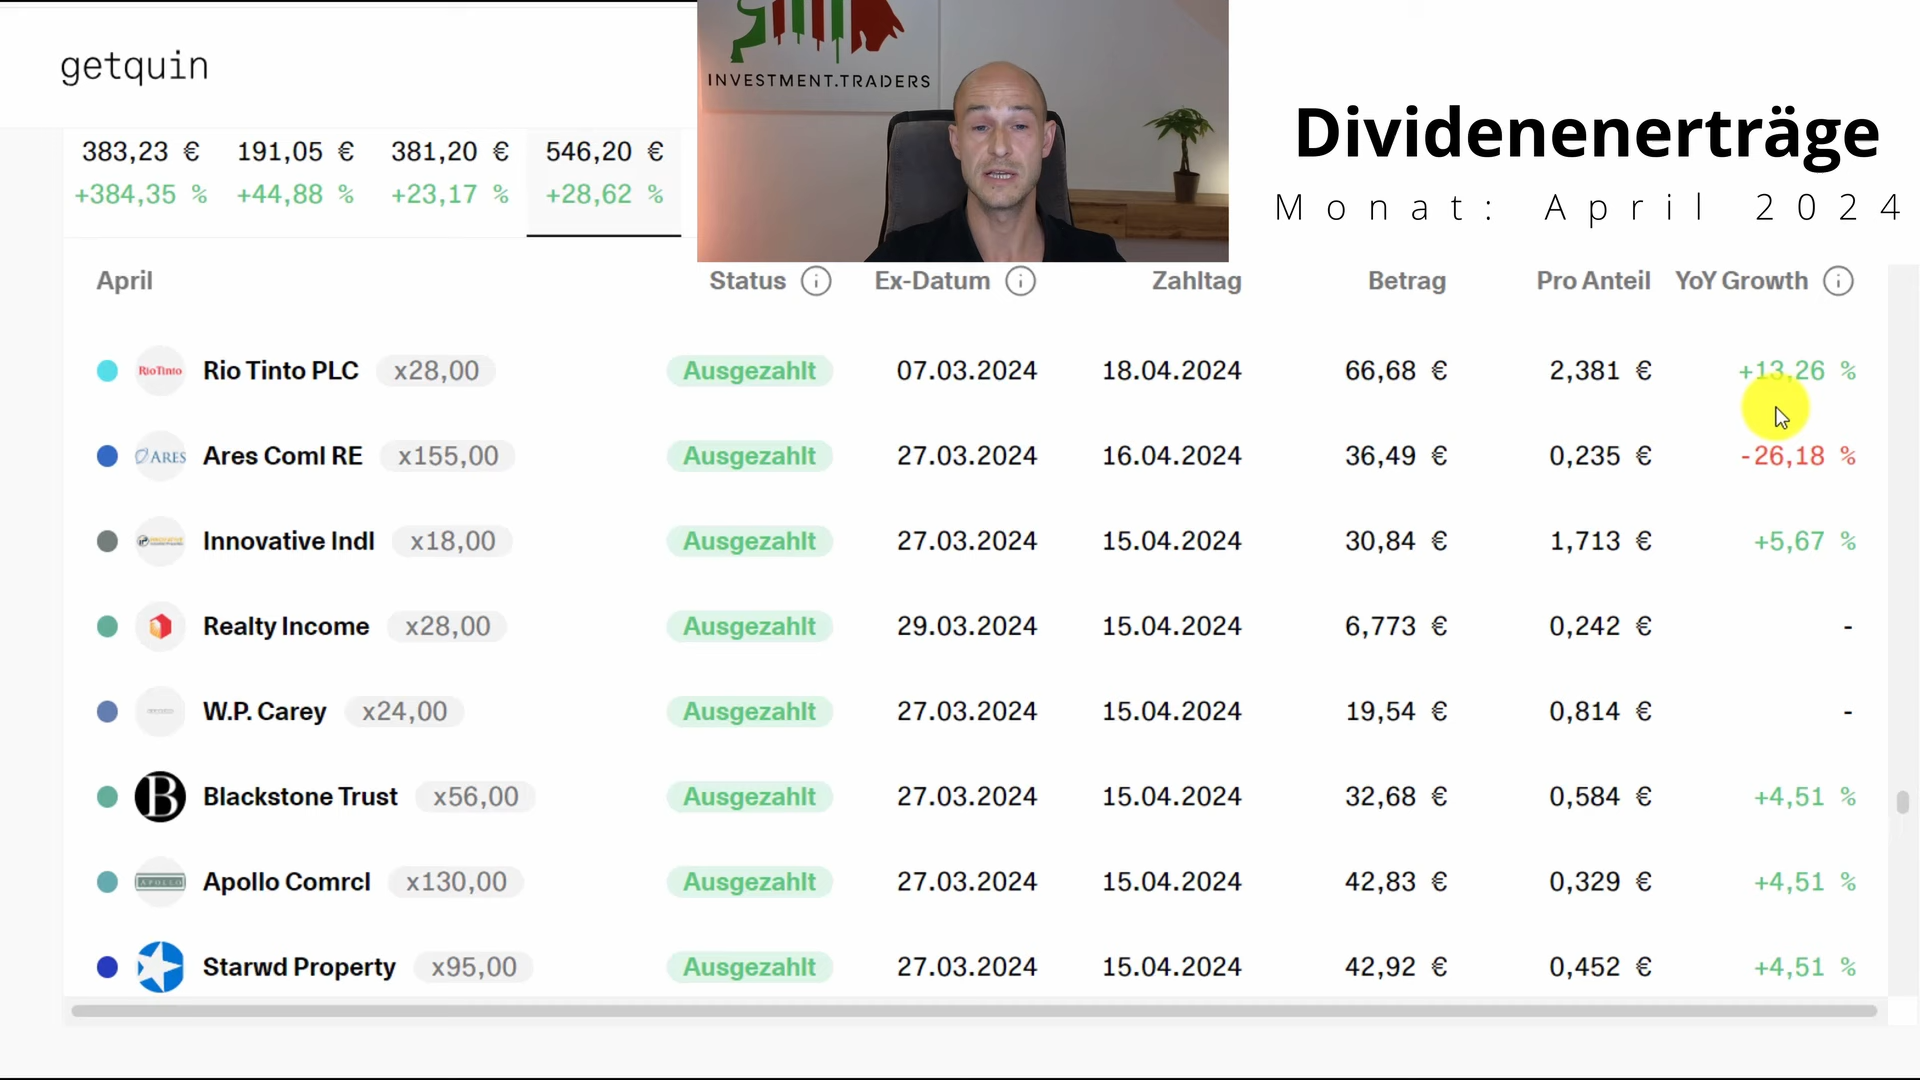 getquin
INVESTMENT.TRADERS
Dividenenerträge
Monat: April 2024
383,23 € 191,05 € 381,20 € 546,20 €
+384,35 % +44,88 % +23,17 % +28,62 %
April Status Ex-Datum Zahltag Betrag Pro Anteil YoY Growth
RioTinto Rio Tinto PLC x28,00 Ausgezahlt 07.03.2024 18.04.2024 66,68 € 2,381 € +13,26 %
ARES Ares Coml RE x155,00 Ausgezahlt 27.03.2024 16.04.2024 36,49 € 0,235 € -26,18 %
Innovative Indl x18,00 Ausgezahlt 27.03.2024 15.04.2024 30,84 € 1,713 € +5,67 %
Realty Income x28,00 Ausgezahlt 29.03.2024 15.04.2024 6,773 € 0,242 € -
W.P. Carey x24,00 Ausgezahlt 27.03.2024 15.04.2024 19,54 € 0,814 € -
B Blackstone Trust x56,00 Ausgezahlt 27.03.2024 15.04.2024 32,68 € 0,584 € +4,51 %
APOLLO Apollo Comrcl x130,00 Ausgezahlt 27.03.2024 15.04.2024 42,83 € 0,329 € +4,51 %
Starwd Property x95,00 Ausgezahlt 27.03.2024 15.04.2024 42,92 € 0,452 € +4,51 %